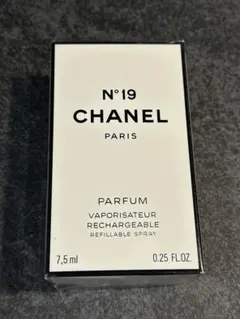 N°19
CHANEL
PARIS
PARFUM
VAPORISATEUR
RECHARGEABLE
REFILLABLE SPRAY
7,5 ml 0.25 FL.OZ.